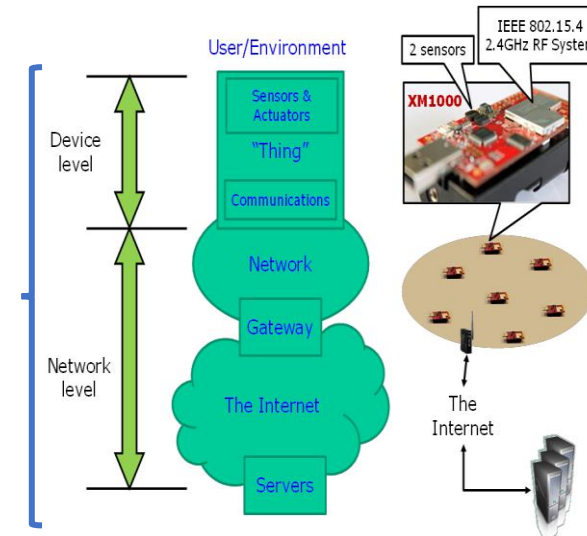 User/Environment
Sensors &
Actuators
"Thing"
Communications
Network
Gateway
The Internet
Servers
Device
level
Network
level
2 sensors
IEEE 802.15.4
2.4GHz RF System
XM1000
The
Internet